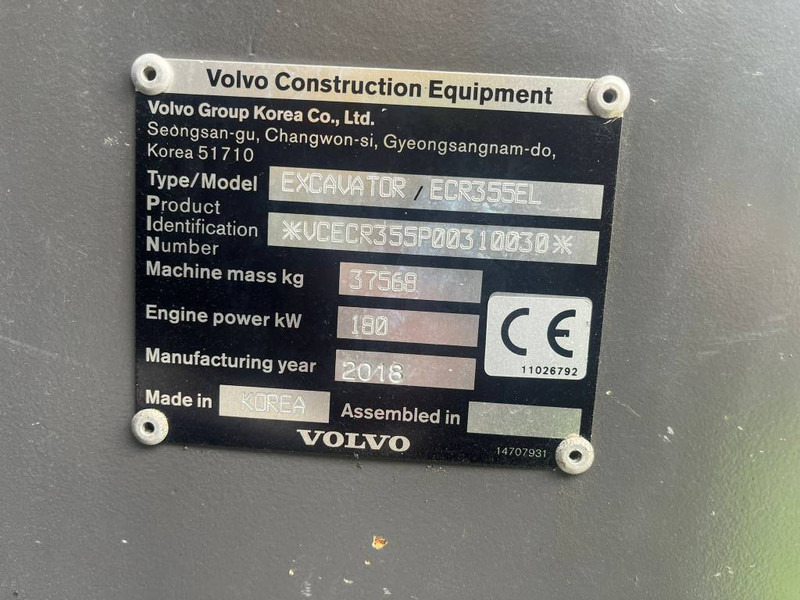 Volvo Construction Equipment
Volvo Group Korea Co., Ltd.
Seongsan-gu, Changwon-si, Gyeongsangnam-do,
Korea 51710
Type/Model EXCAVATOR / ECR355EL
Product
Identification *VCECR355P00310030*
Number
Machine mass kg 37568
Engine power kW 180
Manufacturing year 2018
CE
11026792
Made in KOREA Assembled in
VOLVO
14707931